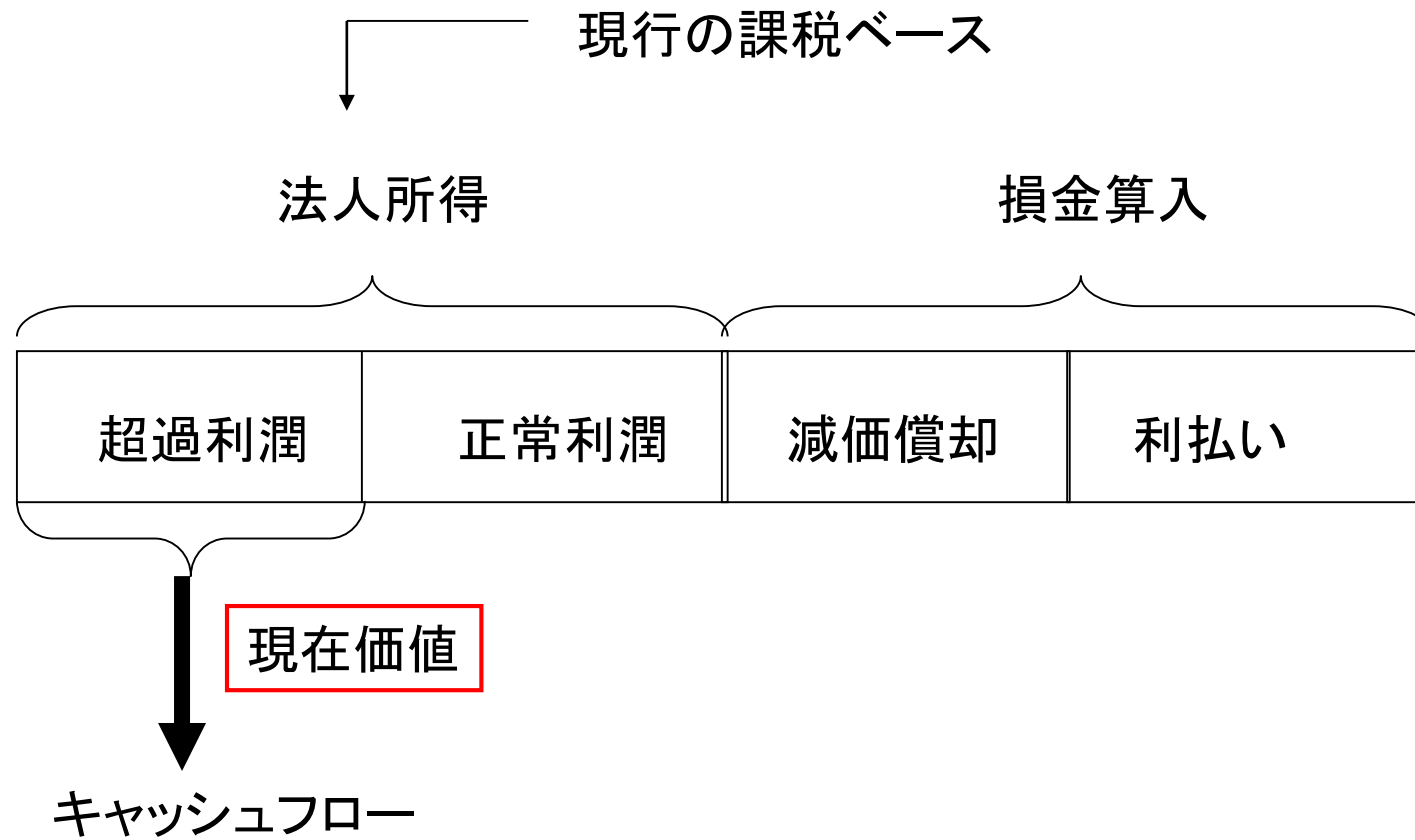 現行の課税ベース
法人所得
損金算入
超過利潤
正常利潤
減価償却
利払い
現在価値
キャッシュフロー